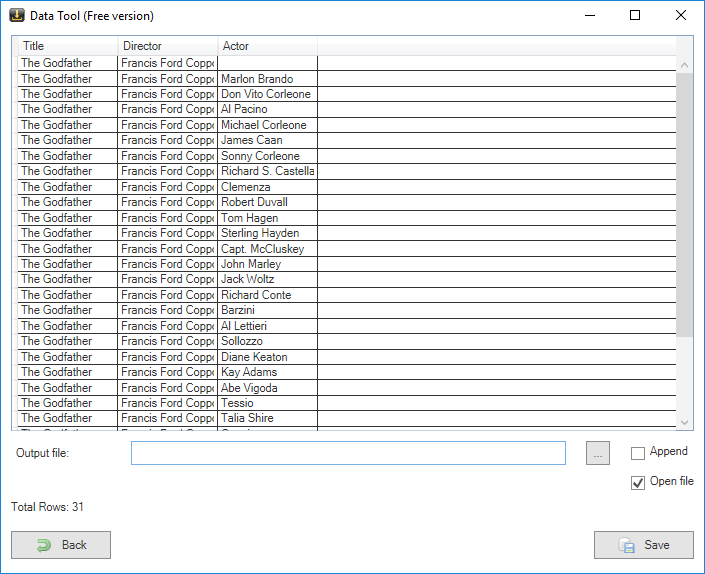 Data Tool (Free version)
Title Director Actor
The Godfather Francis Ford Coppo
The Godfather Francis Ford Coppo Marlon Brando
The Godfather Francis Ford Coppo Don Vito Corleone
The Godfather Francis Ford Coppo Al Pacino
The Godfather Francis Ford Coppo Michael Corleone
The Godfather Francis Ford Coppo James Caan
The Godfather Francis Ford Coppo Sonny Corleone
The Godfather Francis Ford Coppo Richard S. Castella
The Godfather Francis Ford Coppo Clemenza
The Godfather Francis Ford Coppo Robert Duvall
The Godfather Francis Ford Coppo Tom Hagen
The Godfather Francis Ford Coppo Sterling Hayden
The Godfather Francis Ford Coppo Capt. McCluskey
The Godfather Francis Ford Coppo John Marley
The Godfather Francis Ford Coppo Jack Woltz
The Godfather Francis Ford Coppo Richard Conte
The Godfather Francis Ford Coppo Barzini
The Godfather Francis Ford Coppo Al Lettieri
The Godfather Francis Ford Coppo Sollozzo
The Godfather Francis Ford Coppo Diane Keaton
The Godfather Francis Ford Coppo Kay Adams
The Godfather Francis Ford Coppo Abe Vigoda
The Godfather Francis Ford Coppo Tessio
The Godfather Francis Ford Coppo Talia Shire
Output file: ... Append
Open file
Total Rows: 31
Back Save